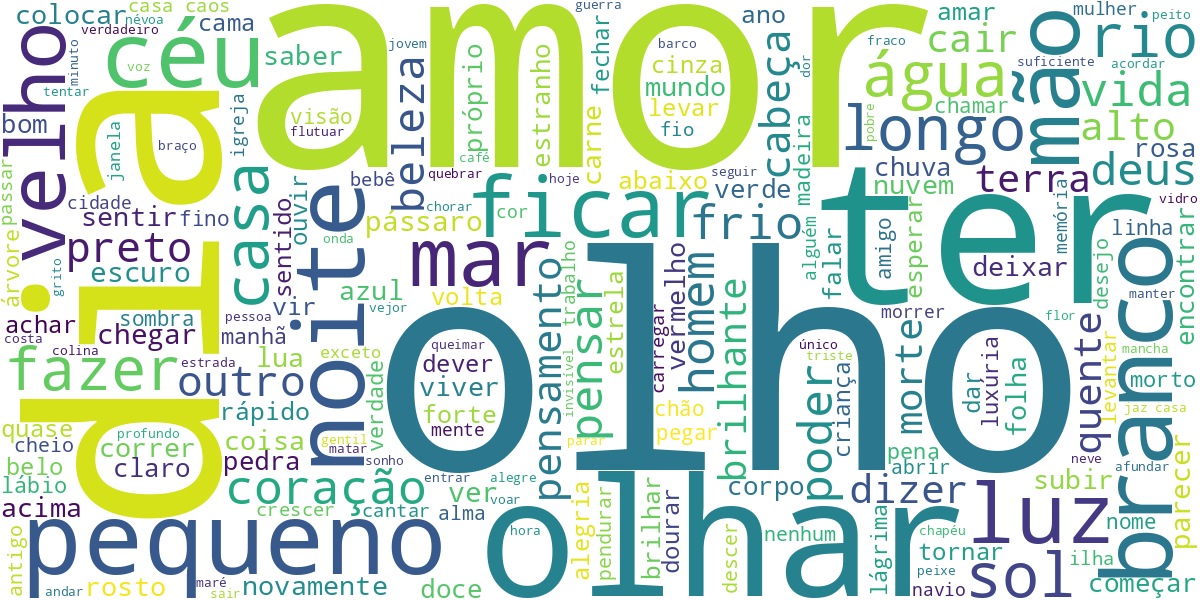 amor
olho
dia
ter
olhar
pequeno
noite
mar
ficar
céu
velho
casa
preto
fazer
outro
coração
luz
sol
branco
mão
rio
água
longo
frio
vida
alto
deus
terra
beleza
cabeça
homem
pensar
pensamento
brilhante
poder
morte
quente
dizer
colocar
casa caos
névoa
verdadeiro
cama
saber
guerra
jovem
voz
minuto
tentar
bom
janela
igreja
braço
visão
flutuar
próprio
estranho
fechar
barco
cinza
mundo
levar
fio
dor
ano
amar
cair
mulher
peito
fraco
suficiente
acordar
chamar
encontrar
rosa
passar
cidade
bebê
café
quebrar
hoje
carne
abaixo
seguir
verde
madeira
pobre
chuva
nuvem
vidro
sentir
fino
sentido
ouvir
chorar
pássaro
cor
onda
árvore
grito
escuro
azul
volta
vejor
trabalho
estrela
vermelho
alguém
falar
amigo
esperar
deixar
memória
desejo
linha
manter
achar
costa
colina
chegar
sombra
pessoa
manhã
vir
estrada
lua
exceto
queimar
dever
viver
forte
mente
invisível
carregar
único
triste
criança
morrer
dar
luxúria
folha
flor
mancha
levantar
morto
jaz casa
rápido
verdade
chão
pegar
parar
quase
cheio
profundo
correr
claro
coisa
pedra
gentil
matar
sonho
belo
lábio
acima
crescer
cantar
entrar
ver
alma
alegre
voar
hora
alegria
pendurar
brilhar
dourar
corpo
descer
nenhum
pena
abrir
lágrima
chapéu
peixe
tornar
navio
neve
afundar
subir
nome
ilha
parecer
começar
antigo
andar
rosto
maré
sair
novamente
doce